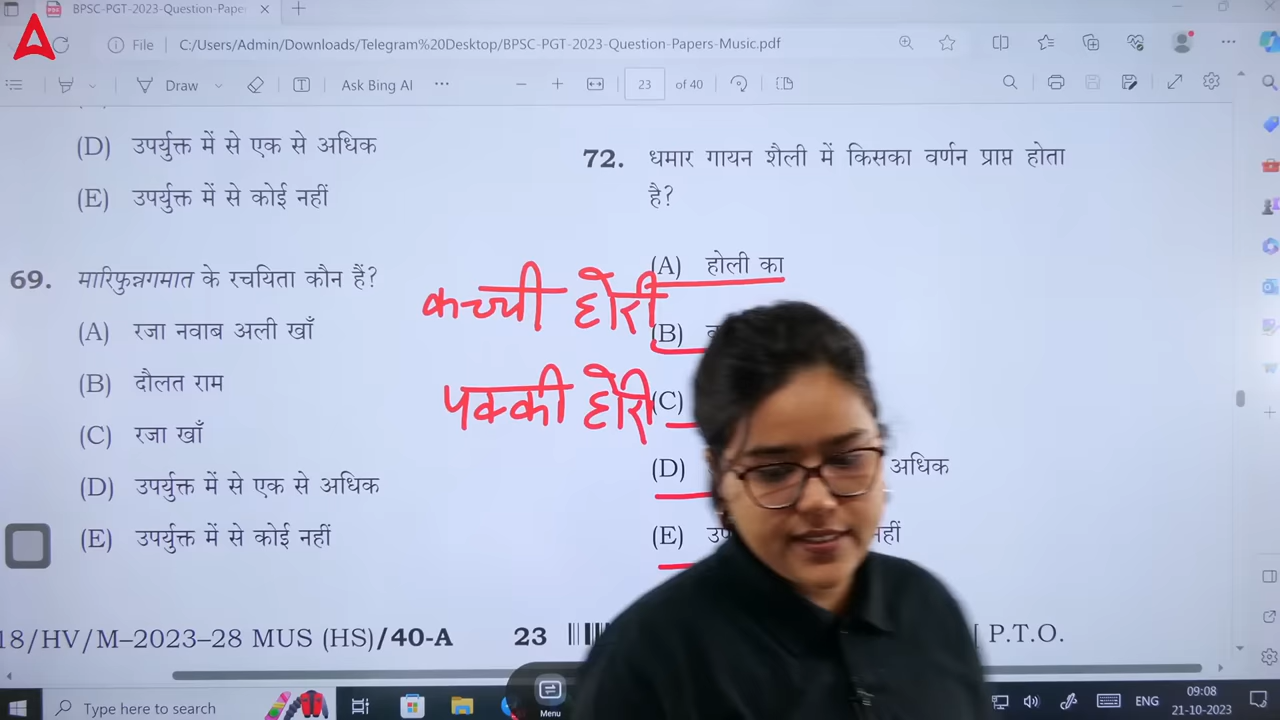 BPSC-PGT-2023-Question-Pape
File
C:/Users/Admin/Downloads/Telegram%20Desktop/BPSC-PGT-2023-Question-Papers-Music.pdf
Draw
Ask Bing AI
23
of 40
(D) उपर्युक्त में से एक से अधिक
(E) उपर्युक्त में से कोई नहीं
69. मारिफुन्नगमात के रचयिता कौन हैं?
(A) रजा नवाब अली खाँ
(B) दौलत राम
(C) रजा खाँ
(D) उपर्युक्त में से एक से अधिक
(E) उपर्युक्त में से कोई नहीं
कच्ची होरी
पक्की होरी
72. धमार गायन शैली में किसका वर्णन प्राप्त होता
है?
(A) होली का
(B)
(C)
(D) अधिक
(E)
18/HV/M–2023–28 MUS (HS)/40-A
23
[ P.T.O.
Type here to search
Menu
ENG
09:08
21-10-2023